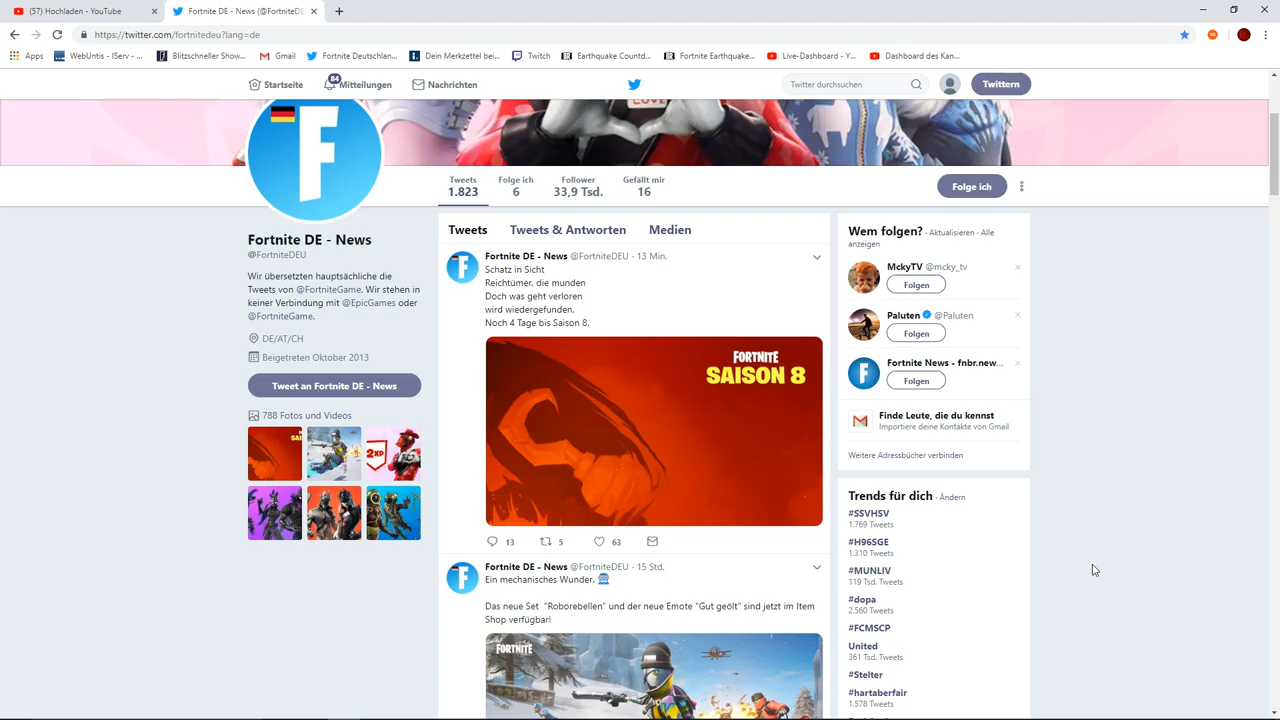 (57) Hochladen - YouTube
Fortnite DE - News (@FortniteDE
https://twitter.com/fortnitedeu?lang=de
Apps
WebUntis - IServ - ...
Blitzschneller Show...
Gmail
Fortnite Deutschlan...
Dein Merkzettel bei...
Twitch
Earthquake Countd...
Fortnite Earthquake...
Live-Dashboard - Y...
Dashboard des Kan...
Startseite
84
Mitteilungen
Nachrichten
Twitter durchsuchen
Twittern
LOVE
F
Tweets
1.823
Folge ich
6
Follower
33,9 Tsd.
Gefällt mir
16
Folge ich
Fortnite DE - News
@FortniteDEU
Wir übersetzten hauptsächliche die
Tweets von @FortniteGame. Wir stehen in
keiner Verbindung mit @EpicGames oder
@FortniteGame.
DE/AT/CH
Beigetreten Oktober 2013
Tweet an Fortnite DE - News
788 Fotos und Videos
2XP
Tweets
Tweets & Antworten
Medien
Fortnite DE - News @FortniteDEU · 13 Min.
Schatz in Sicht
Reichtümer, die munden
Doch was geht verloren
wird wiedergefunden.
Noch 4 Tage bis Saison 8.
FORTNITE
SAISON 8
13
5
63
Fortnite DE - News @FortniteDEU · 15 Std.
Ein mechanisches Wunder.
Das neue Set "Roborebellen" und der neue Emote "Gut geölt" sind jetzt im Item
Shop verfügbar!
FORTNITE
Wem folgen? · Aktualisieren · Alle
anzeigen
MckyTV @mcky_tv
Folgen
Paluten @Paluten
Folgen
Fortnite News - fnbr.new...
Folgen
Finde Leute, die du kennst
Importiere deine Kontakte von Gmail
Weitere Adressbücher verbinden
Trends für dich · Ändern
#SSVHSV
1.769 Tweets
#H96SGE
1.310 Tweets
#MUNLIV
119 Tsd. Tweets
#dopa
2.560 Tweets
#FCMSCP
United
361 Tsd. Tweets
#Stelter
#hartaberfair
1.578 Tweets